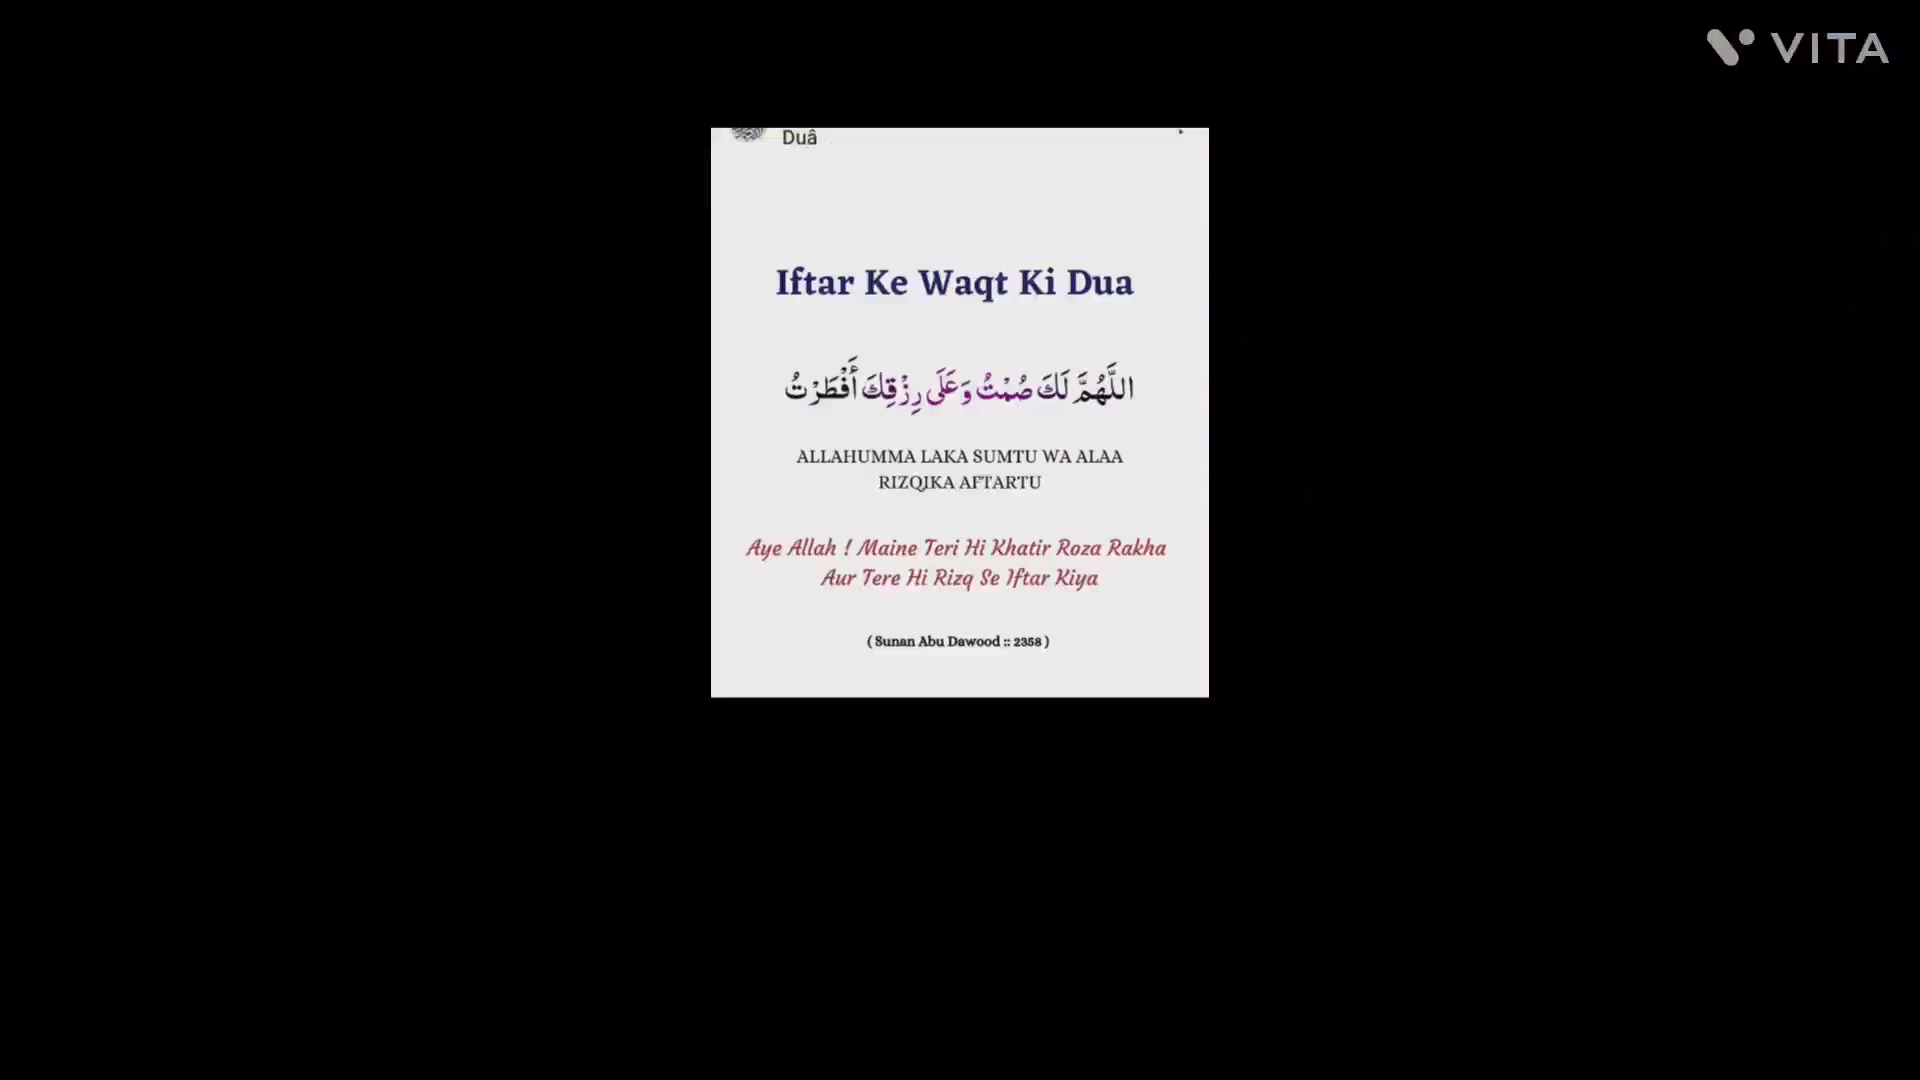 VITA
Duâ
Iftar Ke Waqt Ki Dua
اللَّهُمَّ لَكَ صُمْتُ وَعَلَى رِزْقِكَ أَفْطَرْتُ
ALLAHUMMA LAKA SUMTU WA ALAA
RIZQIKA AFTARTU
Aye Allah ! Maine Teri Hi Khatir Roza Rakha
Aur Tere Hi Rizq Se Iftar Kiya
( Sunan Abu Dawood :: 2358 )